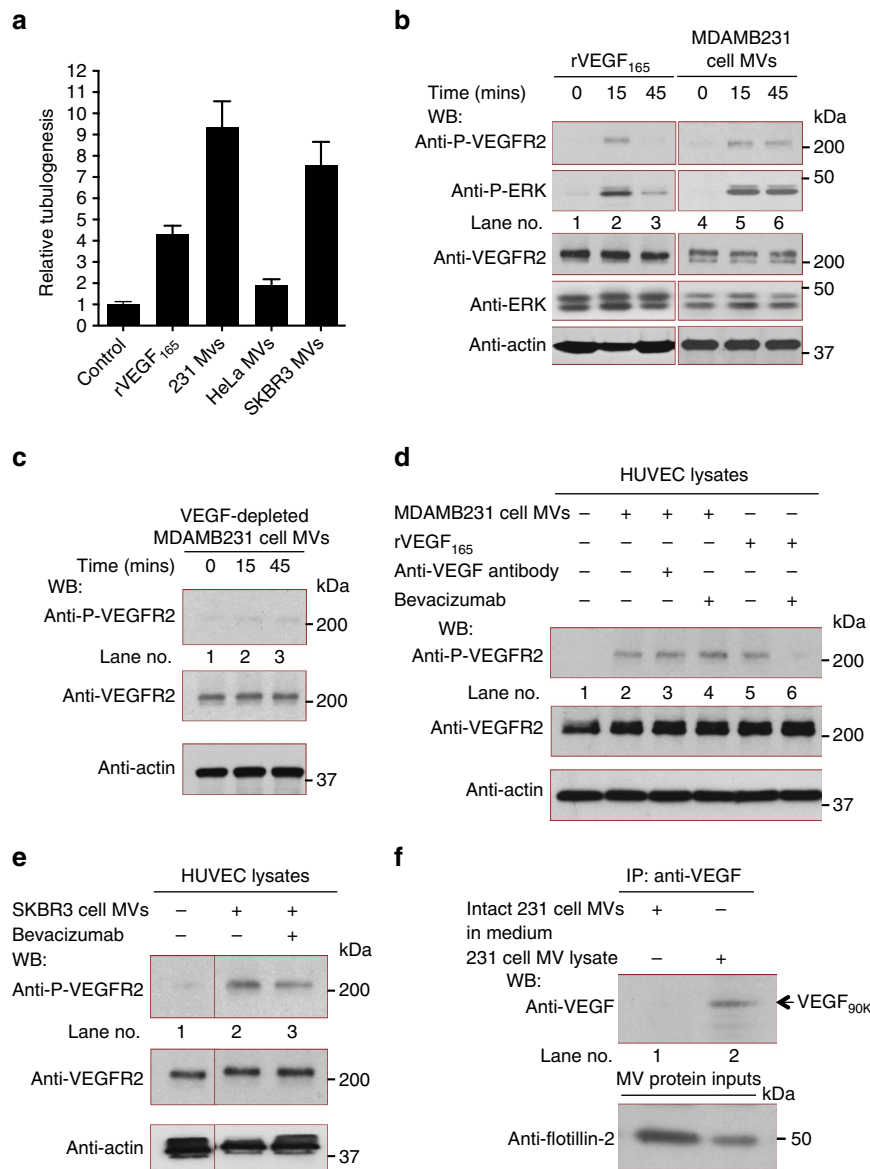 a
Relative tubulogenesis
12
11
10
9
8
7
6
5
4
3
2
1
0
Control
rVEGF165
231 Mvs
HeLa MVs
SKBR3 MVs
b
rVEGF165
MDAMB231
cell MVs
Time (mins) 0 15 45 0 15 45
WB: kDa
Anti-P-VEGFR2 200
Anti-P-ERK 50
Lane no. 1 2 3 4 5 6
Anti-VEGFR2 200
Anti-ERK 50
Anti-actin 37
c
VEGF-depleted
MDAMB231 cell MVs
Time (mins) 0 15 45
WB: kDa
Anti-P-VEGFR2 200
Lane no. 1 2 3
Anti-VEGFR2 200
Anti-actin 37
d
HUVEC lysates
MDAMB231 cell MVs – + + + – –
rVEGF165 – – – – + +
Anti-VEGF antibody – – + – – –
Bevacizumab – – – + – +
WB: kDa
Anti-P-VEGFR2 200
Lane no. 1 2 3 4 5 6
Anti-VEGFR2 200
Anti-actin 37
e
HUVEC lysates
SKBR3 cell MVs – + +
Bevacizumab – – +
WB: kDa
Anti-P-VEGFR2 200
Lane no. 1 2 3
Anti-VEGFR2 200
Anti-actin 37
f
IP: anti-VEGF
Intact 231 cell MVs + –
in medium
231 cell MV lysate – +
WB:
Anti-VEGF VEGF90K
Lane no. 1 2
MV protein inputs
kDa
Anti-flotillin-2 50